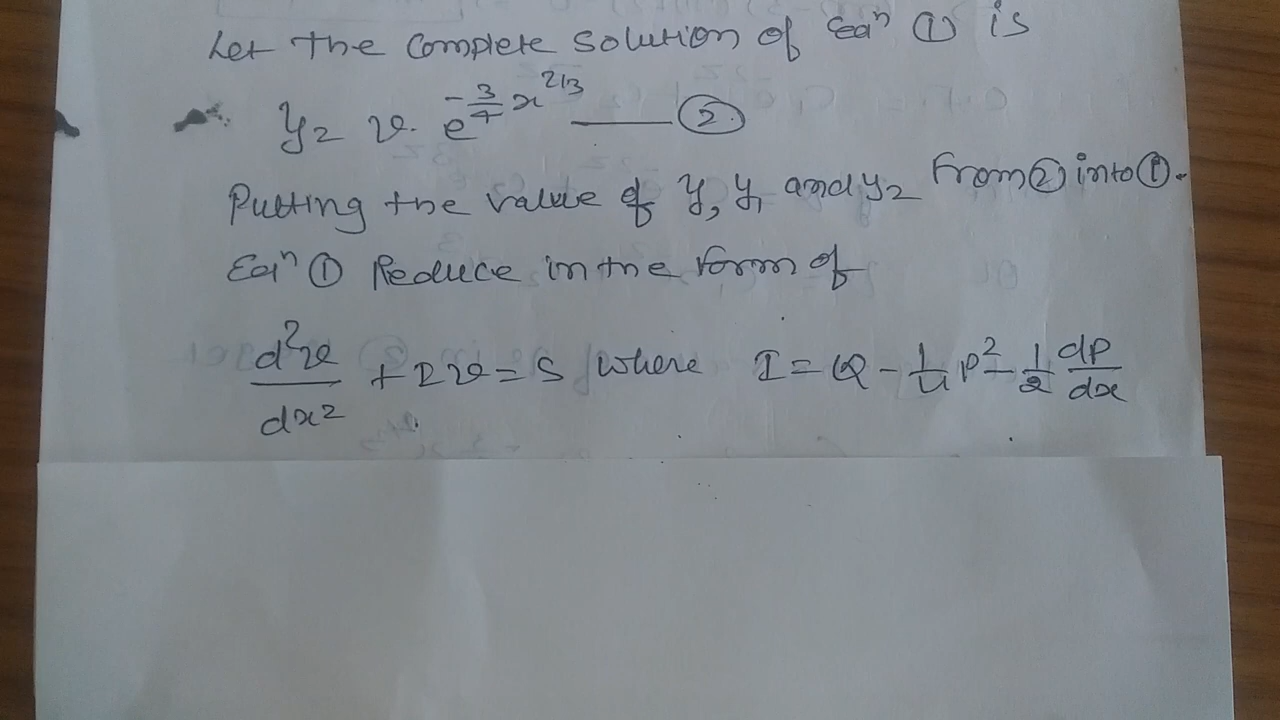 Let the complete solution of Eqⁿ ① is
y = v. e^{-3/4 x^{2/3}} —— ②
Putting the value of y, y₁ and y₂ from ② into ①.
Eqⁿ ① Reduce in the form of
d²v/dx² + Iv = S where I = Q - 1/4 P² - 1/2 dP/dx